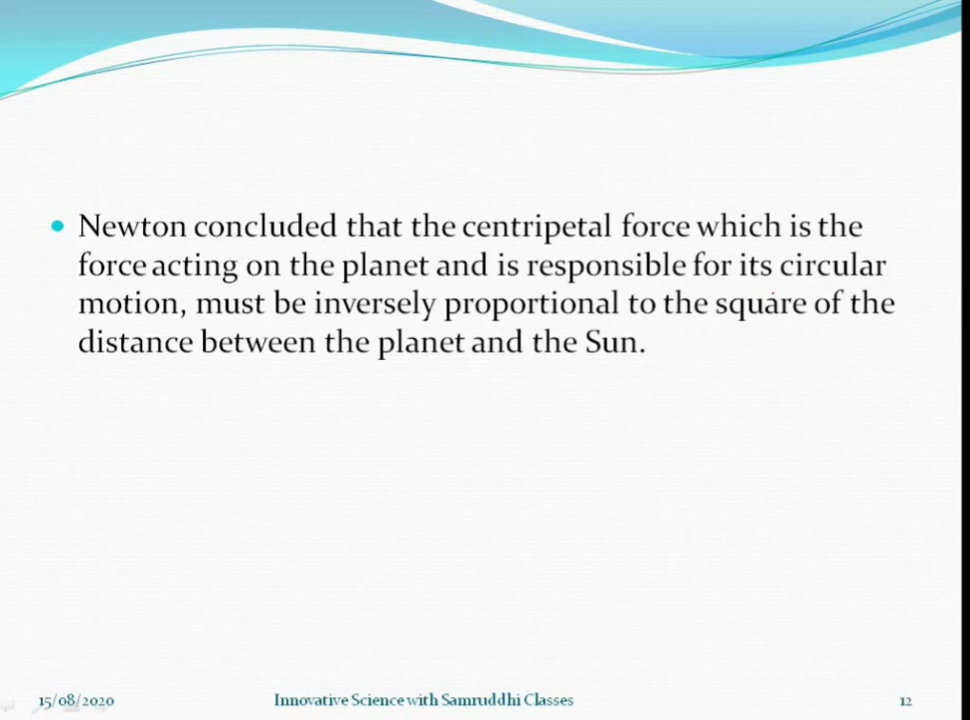 Newton concluded that the centripetal force which is the
force acting on the planet and is responsible for its circular
motion, must be inversely proportional to the square of the
distance between the planet and the Sun.
15/08/2020 Innovative Science with Samruddhi Classes 12